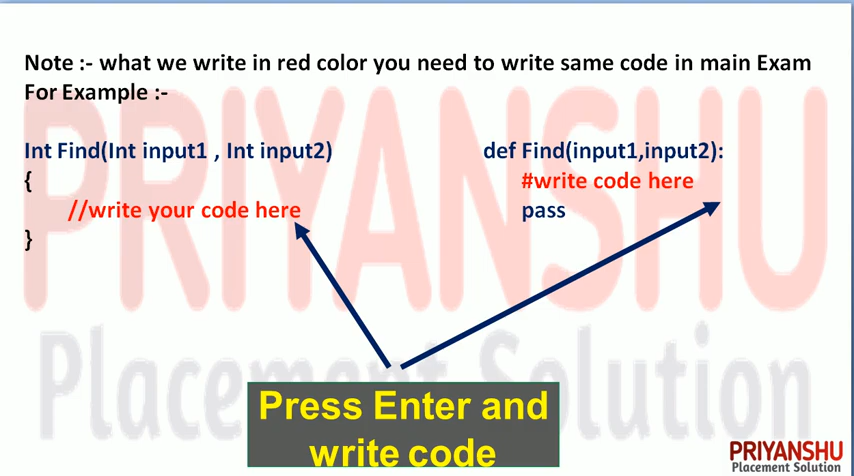 Note :- what we write in red color you need to write same code in main Exam
For Example :-
Int Find(Int input1 , Int input2)
{
//write your code here
}
def Find(input1,input2):
#write code here
pass
PRIYANSHU
Placement Solution
Press Enter and
write code
PRIYANSHU
Placement Solution